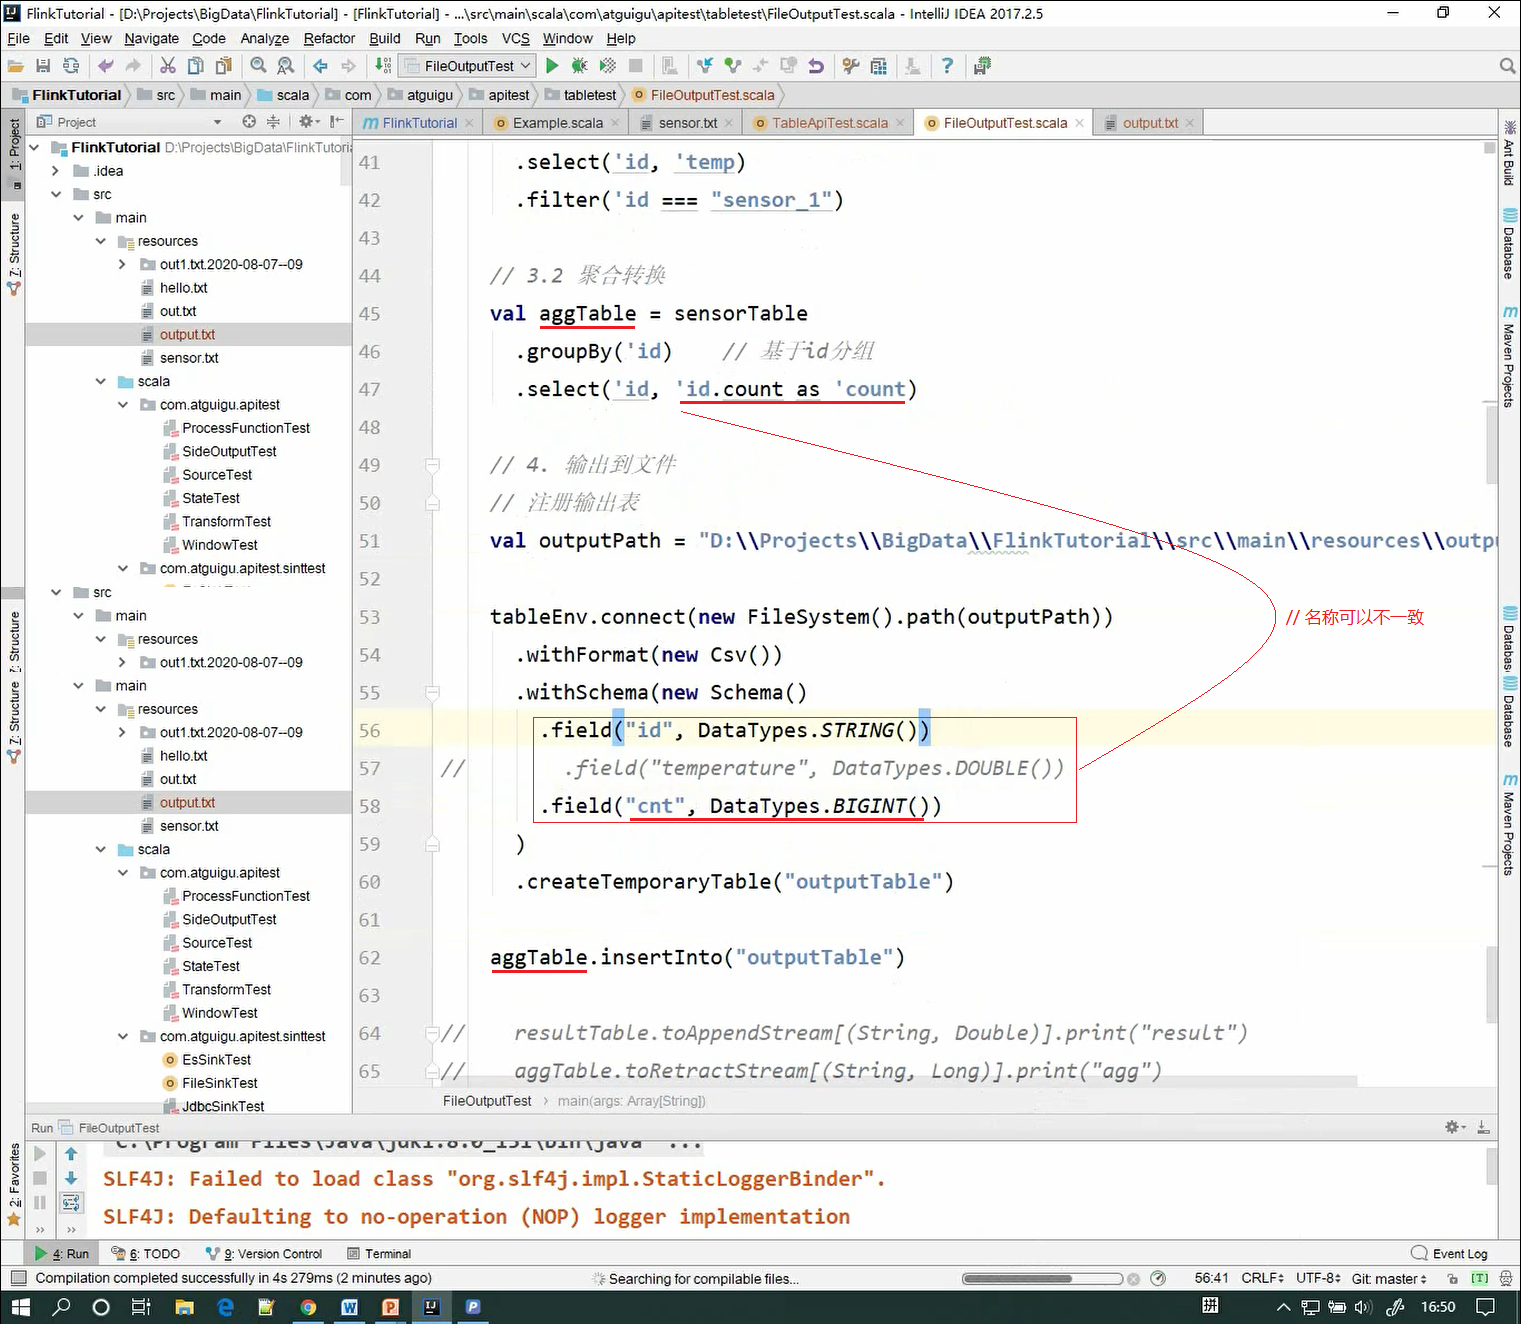 FlinkTutorial - [D:\Projects\BigData\FlinkTutorial] - [FlinkTutorial] - ...\src\main\scala\com\atguigu\apitest\tabletest\FileOutputTest.scala - IntelliJ IDEA 2017.2.5
File Edit View Navigate Code Analyze Refactor Build Run Tools VCS Window Help
FileOutputTest
FlinkTutorial src main scala com atguigu apitest tabletest FileOutputTest.scala
Project
FlinkTutorial Example.scala sensor.txt TableApiTest.scala FileOutputTest.scala output.txt
1: Project
7: Structure
7: Structure
7: Structure
2: Favorites
FlinkTutorial D:\Projects\BigData\FlinkTutoria
.idea
src
main
resources
out1.txt.2020-08-07--09
hello.txt
out.txt
output.txt
sensor.txt
scala
com.atguigu.apitest
ProcessFunctionTest
SideOutputTest
SourceTest
StateTest
TransformTest
WindowTest
com.atguigu.apitest.sinttest
src
main
resources
out1.txt.2020-08-07--09
main
resources
out1.txt.2020-08-07--09
hello.txt
out.txt
output.txt
sensor.txt
scala
com.atguigu.apitest
ProcessFunctionTest
SideOutputTest
SourceTest
StateTest
TransformTest
WindowTest
com.atguigu.apitest.sinttest
EsSinkTest
FileSinkTest
JdbcSinkTest
41 .select('id, 'temp)
42 .filter('id === "sensor_1")
43
44 // 3.2 聚合转换
45 val aggTable = sensorTable
46 .groupBy('id) // 基于id分组
47 .select('id, 'id.count as 'count)
48
49 // 4. 输出到文件
50 // 注册输出表
51 val outputPath = "D:\\Projects\\BigData\\FlinkTutorial\\src\\main\\resources\\outpu
52
53 tableEnv.connect(new FileSystem().path(outputPath))
54 .withFormat(new Csv())
55 .withSchema(new Schema()
56 .field("id", DataTypes.STRING())
57 // .field("temperature", DataTypes.DOUBLE())
58 .field("cnt", DataTypes.BIGINT())
59 )
60 .createTemporaryTable("outputTable")
61
62 aggTable.insertInto("outputTable")
63
64 // resultTable.toAppendStream[(String, Double)].print("result")
65 // aggTable.toRetractStream[(String, Long)].print("agg")
// 名称可以不一致
FileOutputTest main(args: Array[String])
Ant Build
Database
Maven Projects
Databas
Database
Maven Projects
Run FileOutputTest
SLF4J: Failed to load class "org.slf4j.impl.StaticLoggerBinder".
SLF4J: Defaulting to no-operation (NOP) logger implementation
4: Run 6: TODO 9: Version Control Terminal Event Log
Compilation completed successfully in 4s 279ms (2 minutes ago) Searching for compilable files... 56:41 CRLF UTF-8 Git: master [T]
拼 16:50